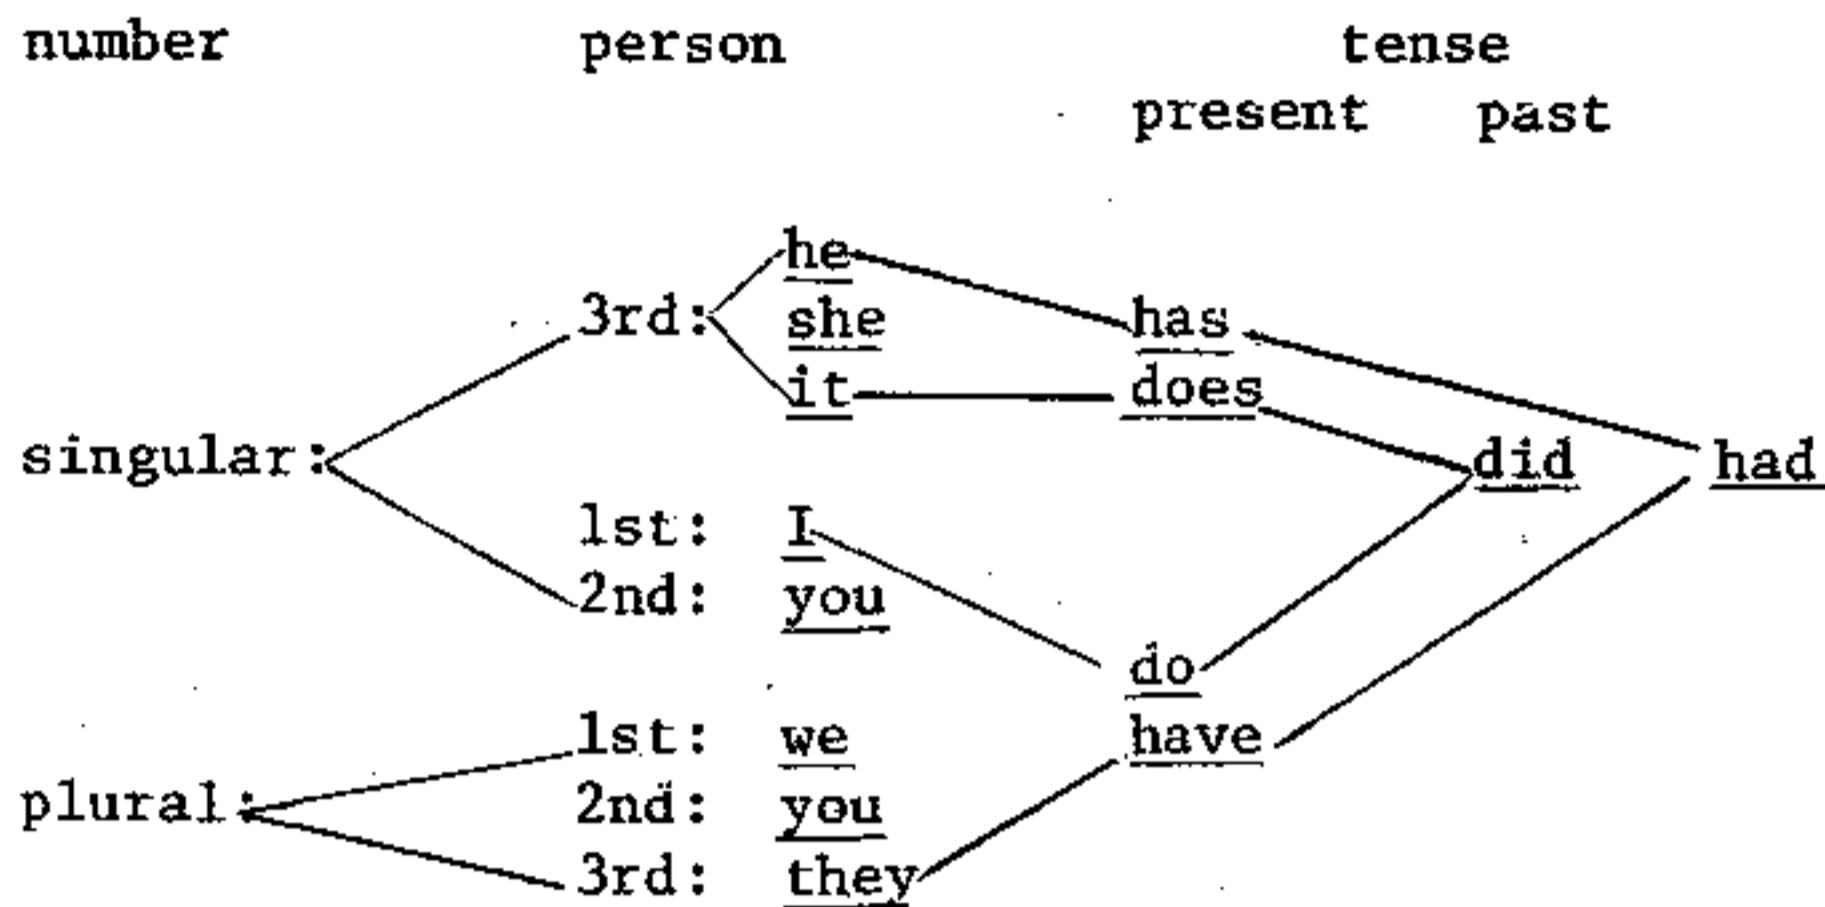 number person tense
present past
he
3rd: she has
it does
singular: did had
1st: I
2nd: you
do
1st: we have
plural: 2nd: you
3rd: they